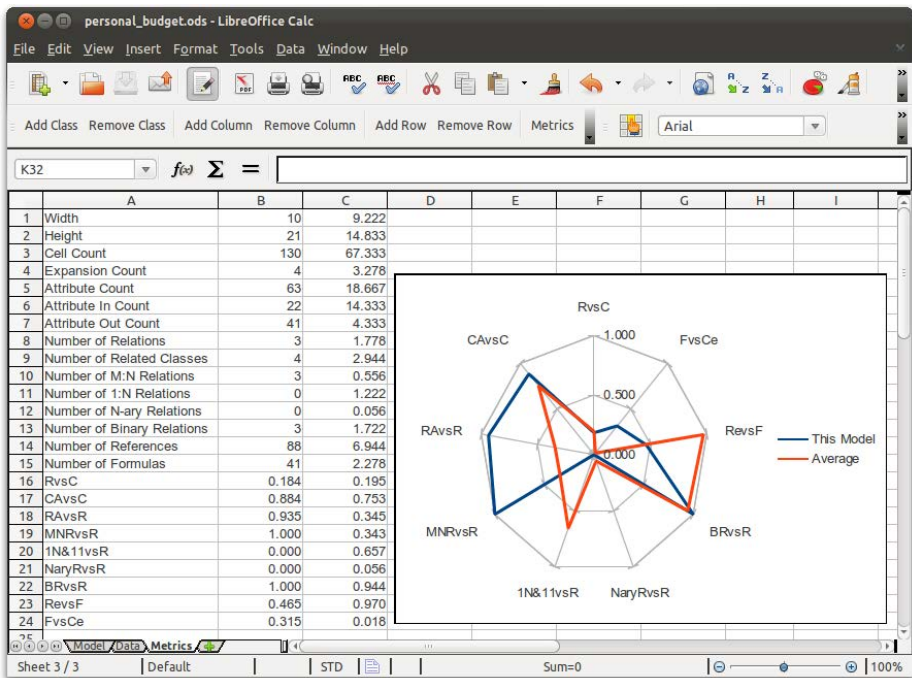 personal_budget.ods - LibreOffice Calc
File Edit View Insert Format Tools Data Window Help
PDF ABC ABC A Z Z A
Add Class Remove Class Add Column Remove Column Add Row Remove Row Metrics Arial
K32 f(x) Σ =
A B C D E F G H I
1 Width 10 9.222
2 Height 21 14.833
3 Cell Count 130 67.333
4 Expansion Count 4 3.278
5 Attribute Count 63 18.667
6 Attribute In Count 22 14.333
7 Attribute Out Count 41 4.333
8 Number of Relations 3 1.778
9 Number of Related Classes 4 2.944
10 Number of M:N Relations 3 0.556
11 Number of 1:N Relations 0 1.222
12 Number of N-ary Relations 0 0.056
13 Number of Binary Relations 3 1.722
14 Number of References 88 6.944
15 Number of Formulas 41 2.278
16 RvsC 0.184 0.195
17 CAvsC 0.884 0.753
18 RAvsR 0.935 0.345
19 MNRvsR 1.000 0.343
20 1N&11vsR 0.000 0.657
21 NaryRvsR 0.000 0.056
22 BRvsR 1.000 0.944
23 RevsF 0.465 0.970
24 FvsCe 0.315 0.018
25
RvsC
1.000
CAvsC FvsCe
0.500
RAvsR RevsF
0.000
This Model
Average
MNRvsR BRvsR
1N&11vsR NaryRvsR
Model Data Metrics
Sheet 3 / 3 Default STD Sum=0 100%